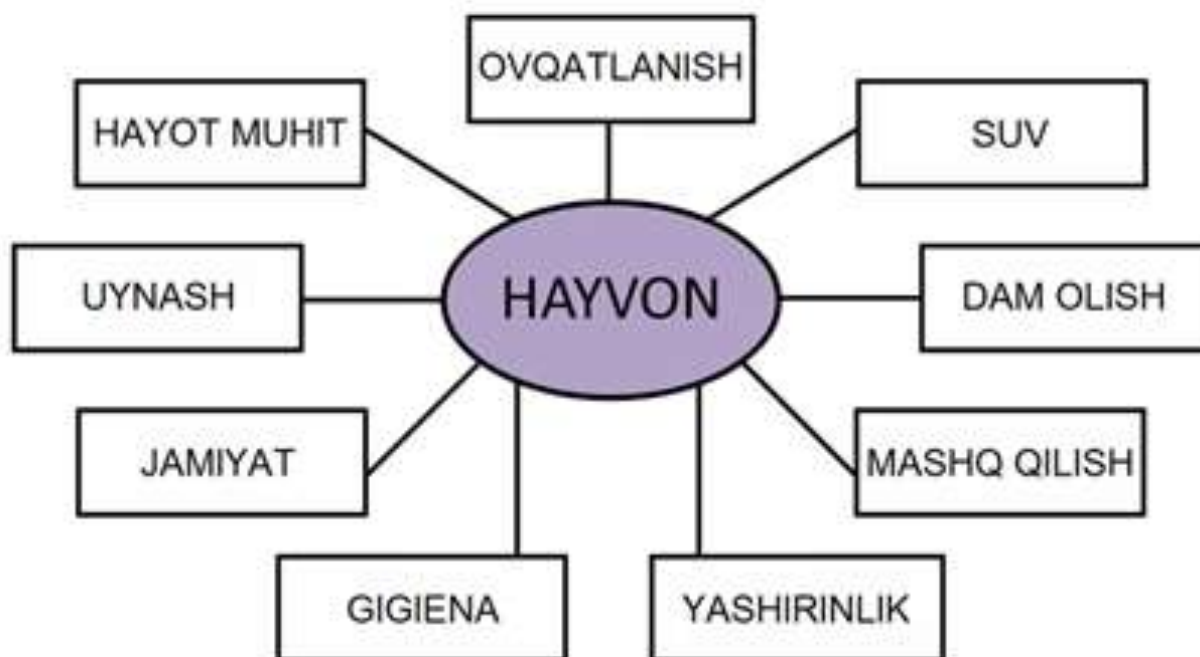 OVQATLANISH
HAYOT MUHIT
SUV
UYNASH
HAYVON
DAM OLISH
JAMIYAT
MASHQ QILISH
GIGIENA
YASHIRINLIK